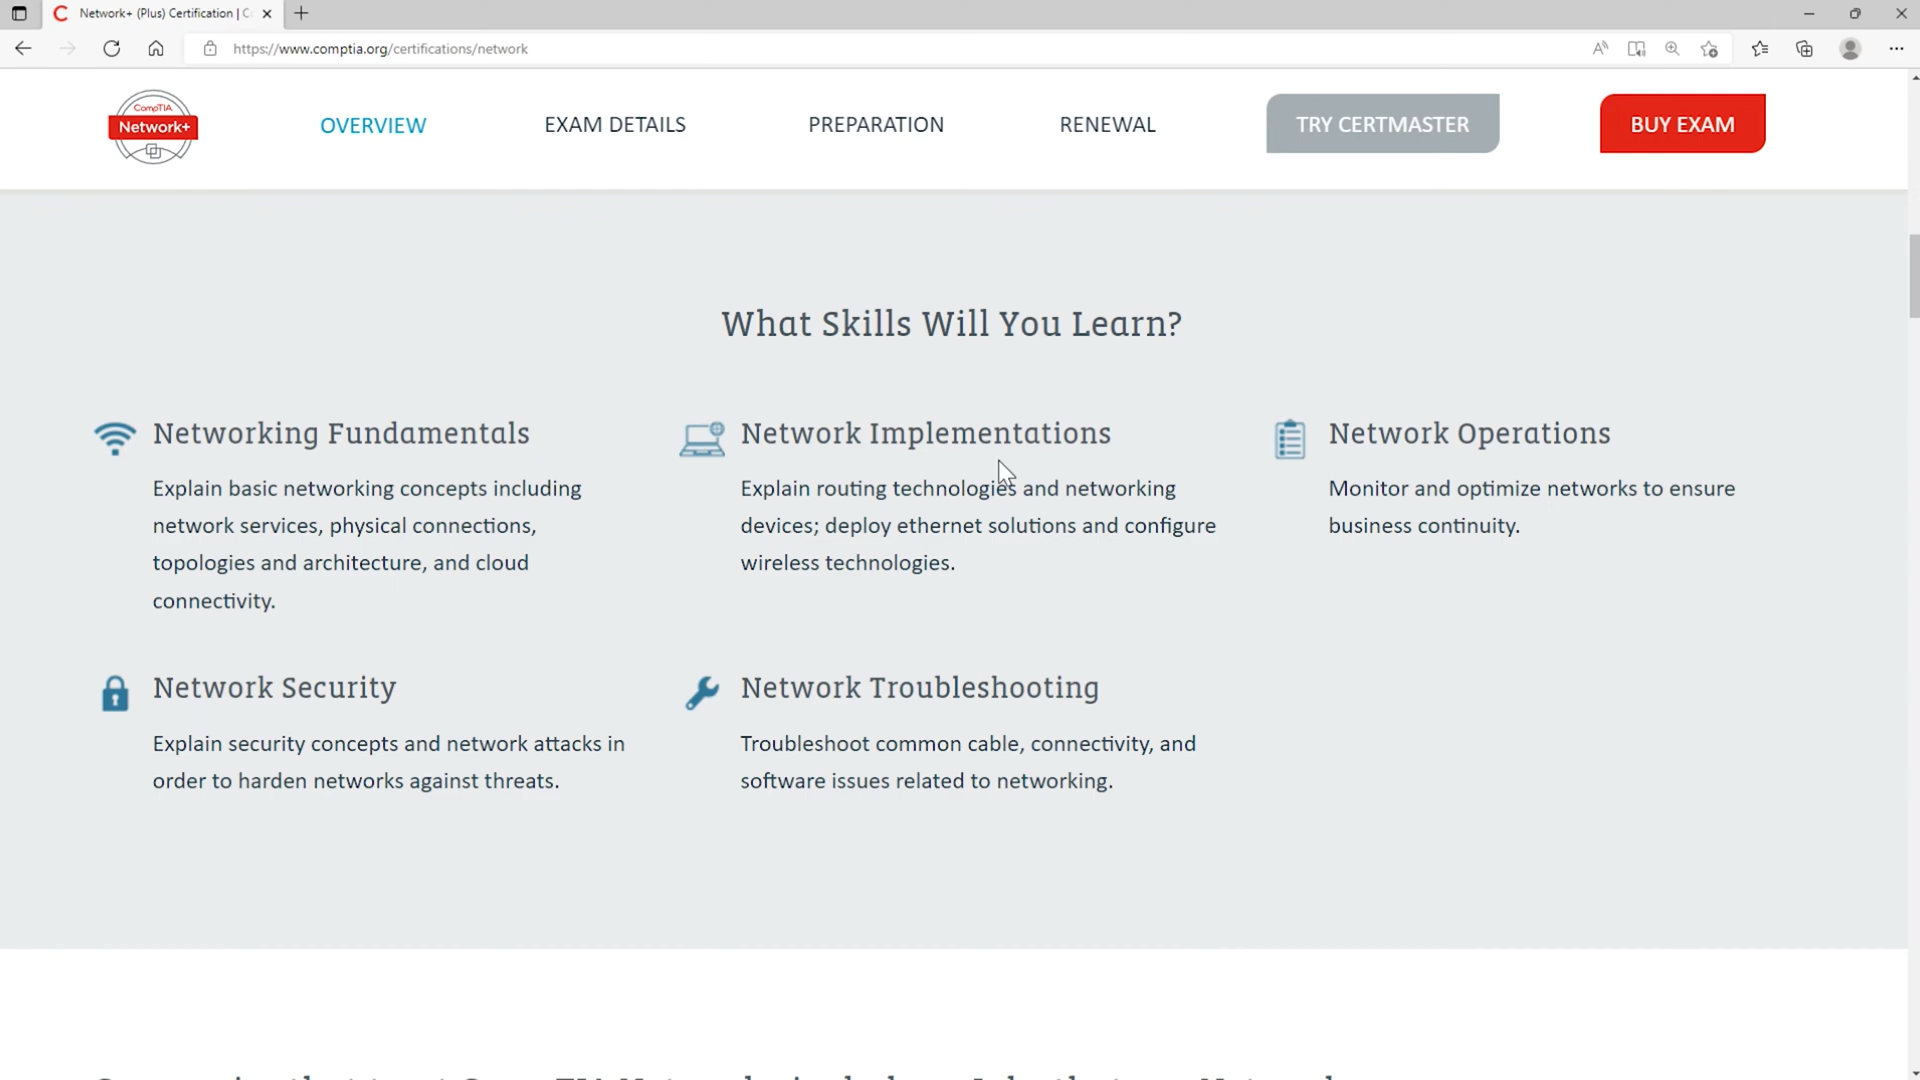 Network+ (Plus) Certification | C
https://www.comptia.org/certifications/network
CompTIA
Network+
OVERVIEW
EXAM DETAILS
PREPARATION
RENEWAL
TRY CERTMASTER
BUY EXAM
What Skills Will You Learn?
Networking Fundamentals
Explain basic networking concepts including
network services, physical connections,
topologies and architecture, and cloud
connectivity.
Network Implementations
Explain routing technologies and networking
devices; deploy ethernet solutions and configure
wireless technologies.
Network Operations
Monitor and optimize networks to ensure
business continuity.
Network Security
Explain security concepts and network attacks in
order to harden networks against threats.
Network Troubleshooting
Troubleshoot common cable, connectivity, and
software issues related to networking.